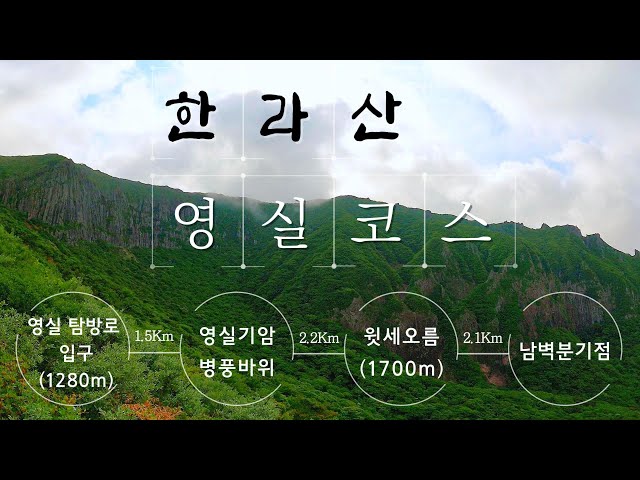 한라산
영실코스
영실 탐방로
입구
(1280m)
1.5Km
영실기암
병풍바위
2.2Km
윗세오름
(1700m)
2.1Km
남벽분기점